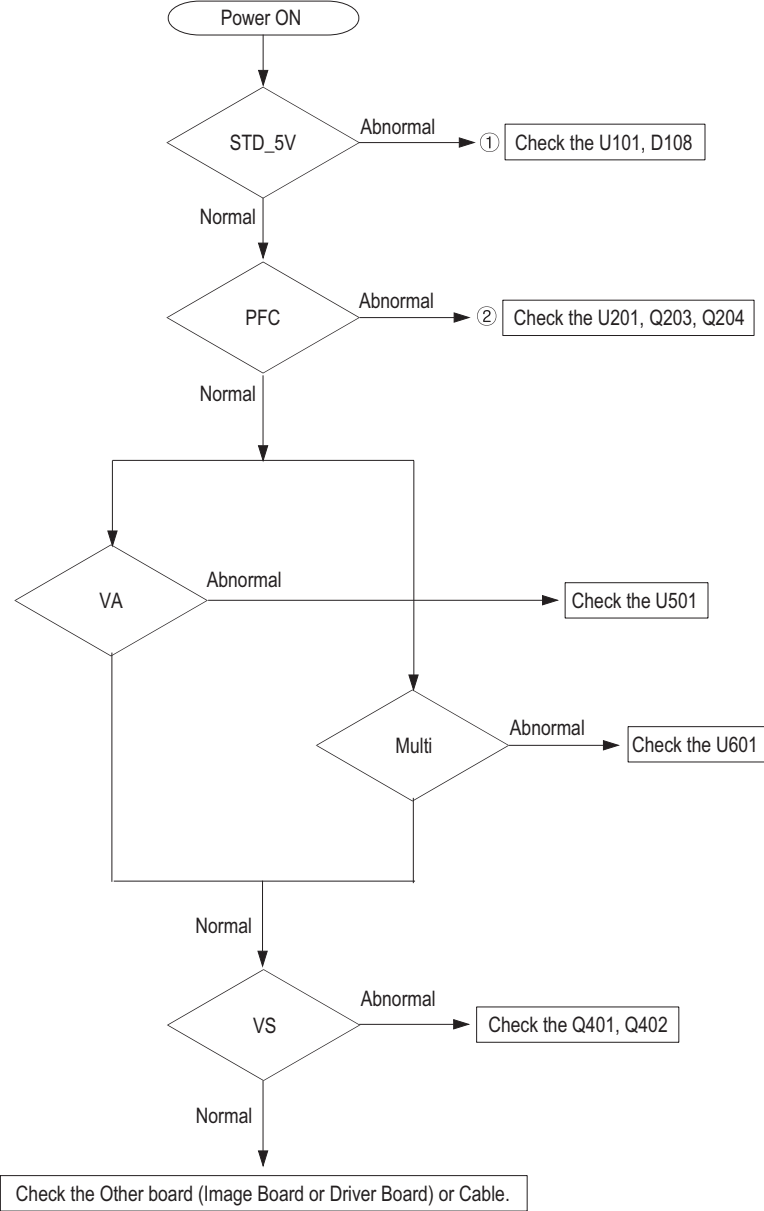 Power ON
STD_5V
Abnormal
① Check the U101, D108
Normal
PFC
Abnormal
② Check the U201, Q203, Q204
Normal
VA
Abnormal
Check the U501
Multi
Abnormal
Check the U601
Normal
VS
Abnormal
Check the Q401, Q402
Normal
Check the Other board (Image Board or Driver Board) or Cable.